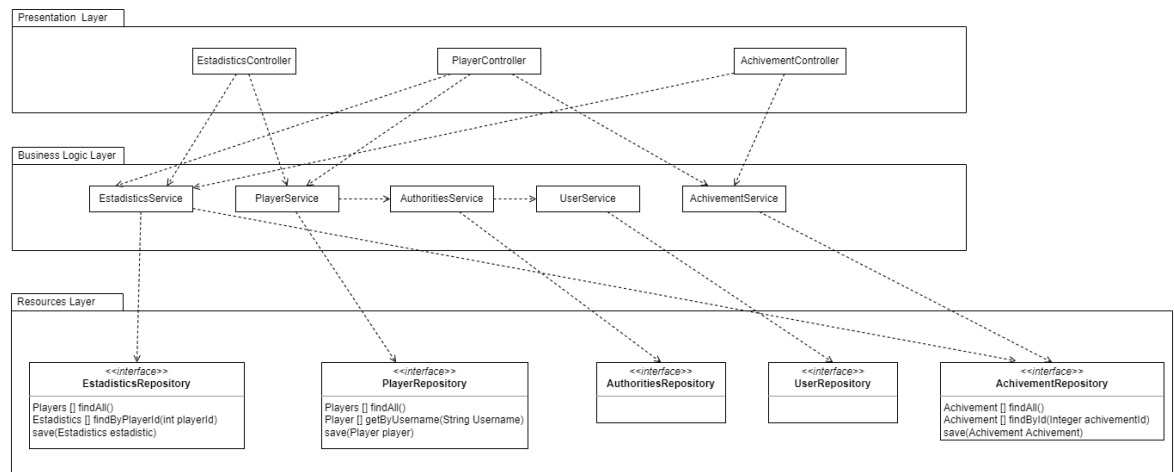 Presentation Layer
EstadisticsController
PlayerController
AchivementController
Business Logic Layer
EstadisticsService
PlayerService
AuthoritiesService
UserService
AchivementService
Resources Layer
<<interface>>
EstadisticsRepository
Players [] findAll()
Estadistics [] findByPlayerId(int playerId)
save(Estadistics estadistic)
<<interface>>
PlayerRepository
Players [] findAll()
Player [] getByUsername(String Username)
save(Player player)
<<interface>>
AuthoritiesRepository
<<interface>>
UserRepository
<<interface>>
AchivementRepository
Achivement [] findAll()
Achivement [] findById(Integer achivementId)
save(Achivement Achivement)